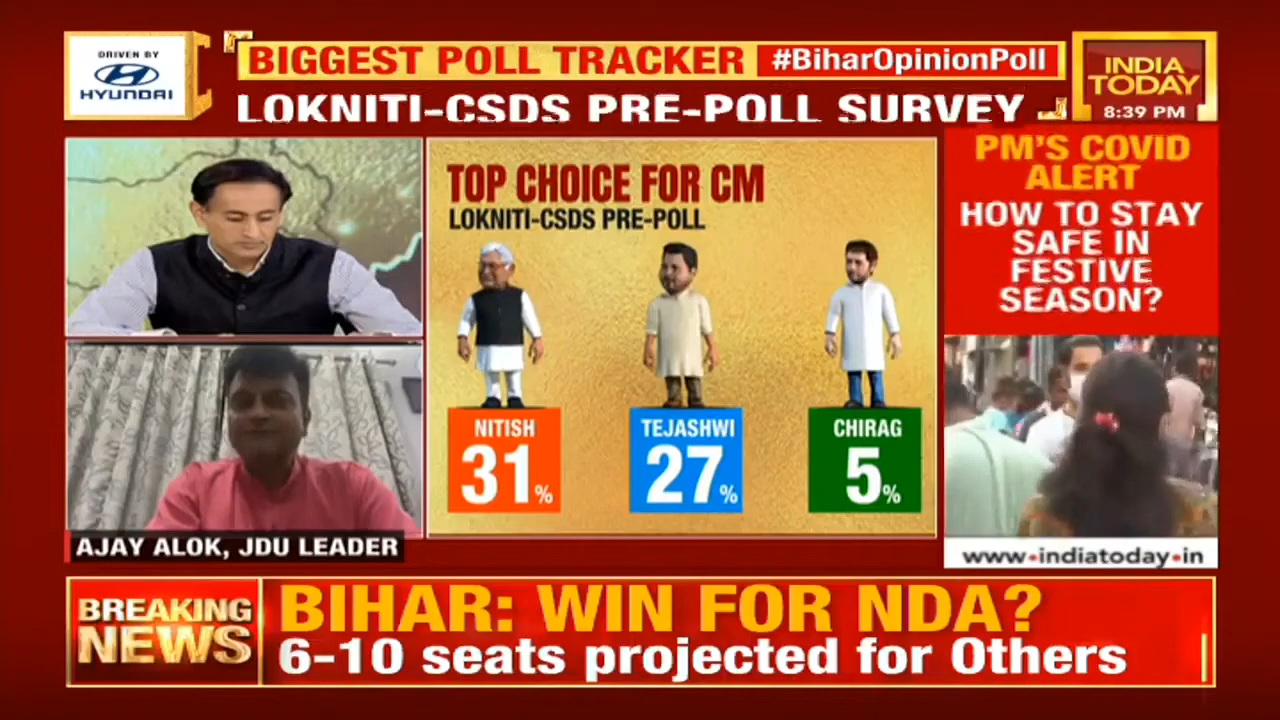 DRIVEN BY
HYUNDAI
BIGGEST POLL TRACKER
#BiharOpinionPoll
LOKNITI-CSDS PRE-POLL SURVEY
INDIA
TODAY
8:39 PM
TOP CHOICE FOR CM
LOKNITI-CSDS PRE-POLL
NITISH
31%
TEJASHWI
27%
CHIRAG
5%
PM'S COVID
ALERT
HOW TO STAY
SAFE IN
FESTIVE
SEASON?
www•indiatoday•in
AJAY ALOK, JDU LEADER
BREAKING
NEWS
BIHAR: WIN FOR NDA?
6-10 seats projected for Others